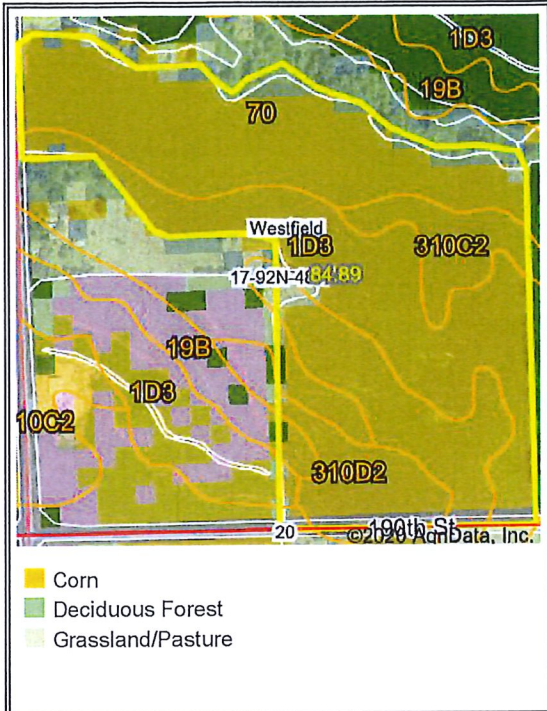 1D3
19B
70
Westfield
1D3
310C2
17-92N-48
84.89
19B
1D3
10C2
310D2
190th St
20
©2020 AgriData, Inc.
Corn
Deciduous Forest
Grassland/Pasture